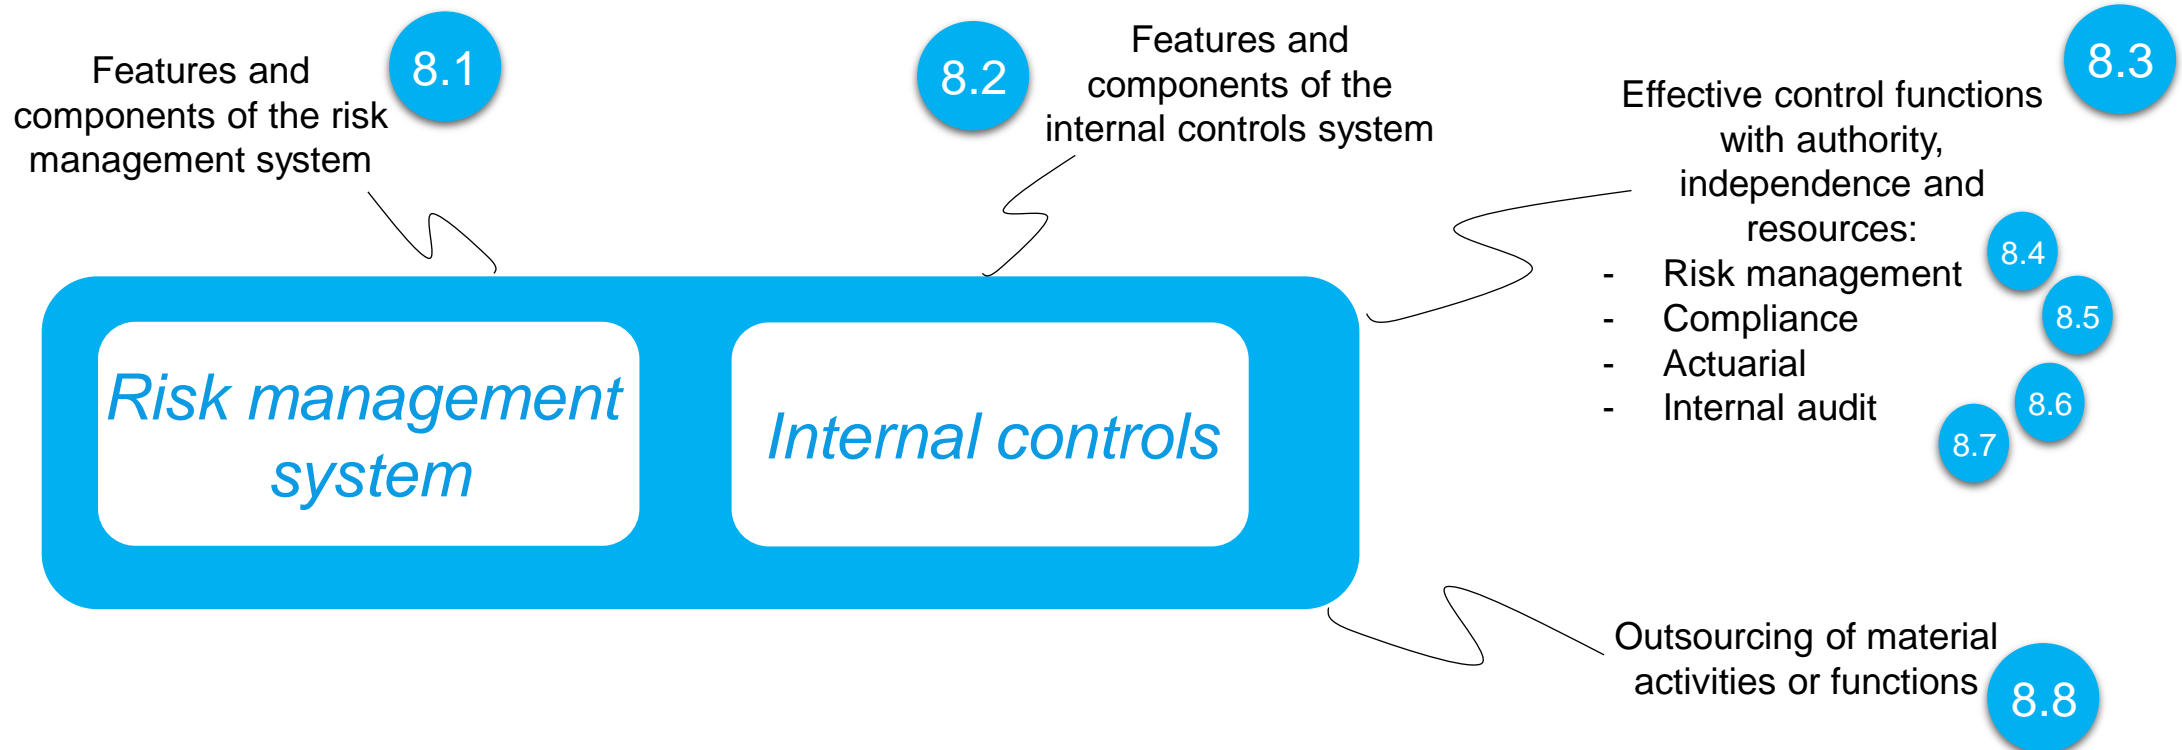 Features and
components of the risk
management system
8.1
8.2
Features and
components of the
internal controls system
8.3
Effective control functions
with authority,
independence and
resources:
- Risk management
8.4
- Compliance
8.5
- Actuarial
8.6
- Internal audit
8.7
Risk management
system
Internal controls
Outsourcing of material
activities or functions
8.8